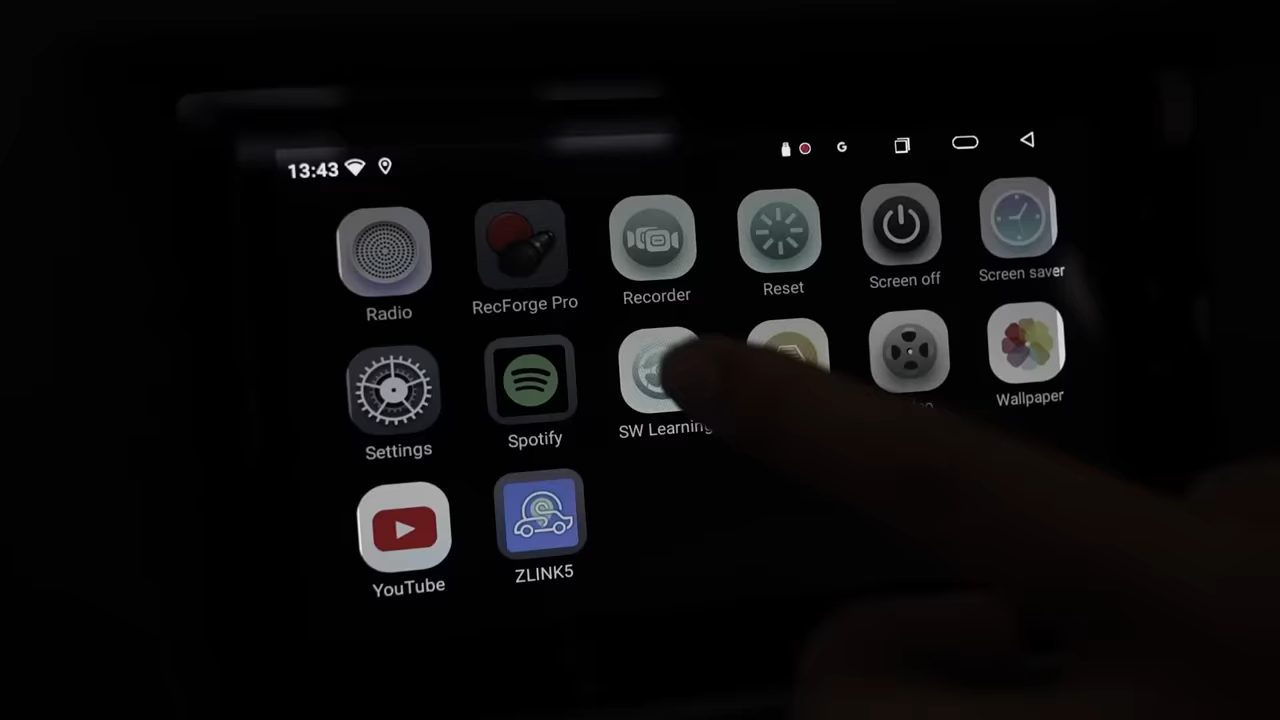 13:43
G
Radio
RecForge Pro
Recorder
Reset
Screen off
Screen saver
Settings
Spotify
SW Learning
Wallpaper
YouTube
ZLINK5